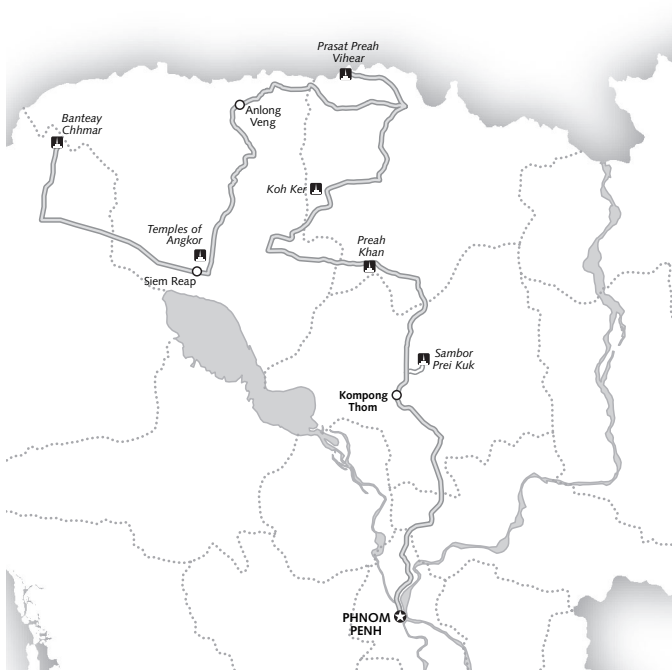 Prasat Preah
Vihear
Anlong
Veng
Banteay
Chhmar
Koh Ker
Temples of
Angkor
Preah
Khan
Siem Reap
Sambor
Prei Kuk
Kompong
Thom
PHNOM
PENH